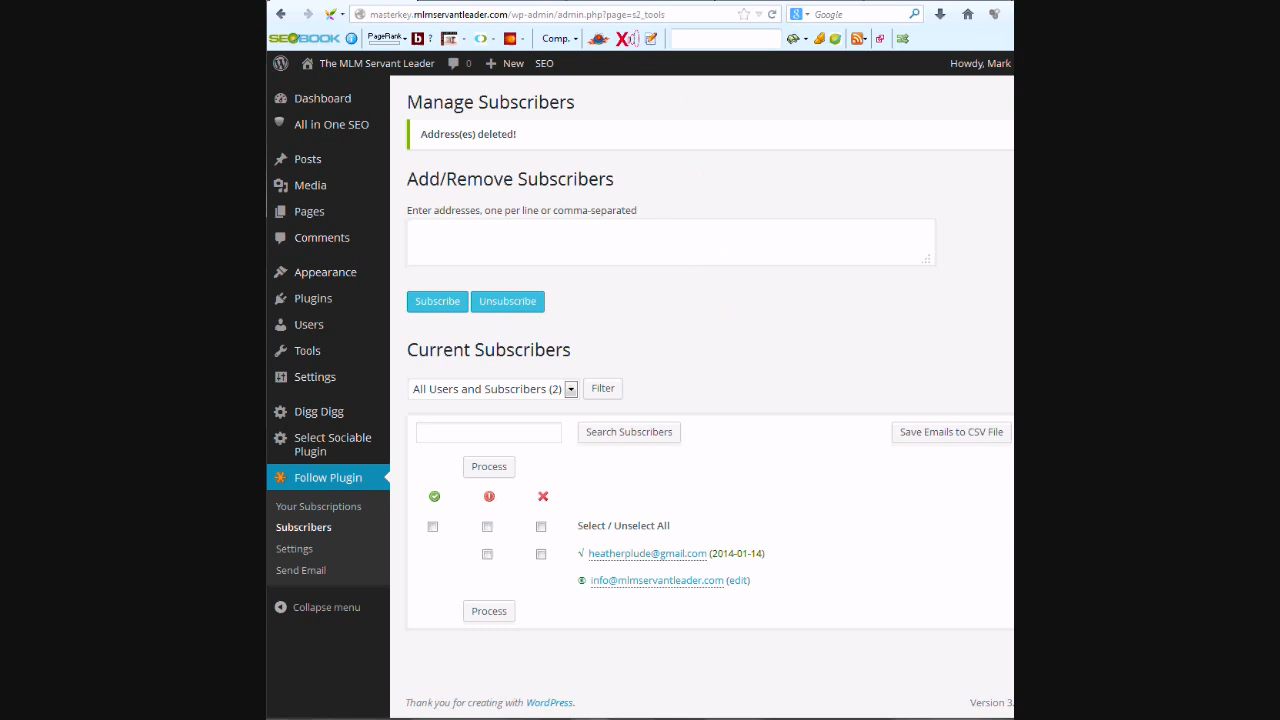 masterkey.mlmservantleader.com/wp-admin/admin.php?page=s2_tools
Google
SEOBOOK PageRank b ? Comp.
The MLM Servant Leader 0 New SEO Howdy, Mark
Dashboard
All in One SEO
Posts
Media
Pages
Comments
Appearance
Plugins
Users
Tools
Settings
Digg Digg
Select Sociable
Plugin
Follow Plugin
Your Subscriptions
Subscribers
Settings
Send Email
Collapse menu
Manage Subscribers
Address(es) deleted!
Add/Remove Subscribers
Enter addresses, one per line or comma-separated
Subscribe Unsubscribe
Current Subscribers
All Users and Subscribers (2) Filter
Search Subscribers Save Emails to CSV File
Process
Select / Unselect All
√ heatherplude@gmail.com (2014-01-14)
® info@mlmservantleader.com (edit)
Process
Thank you for creating with WordPress. Version 3.